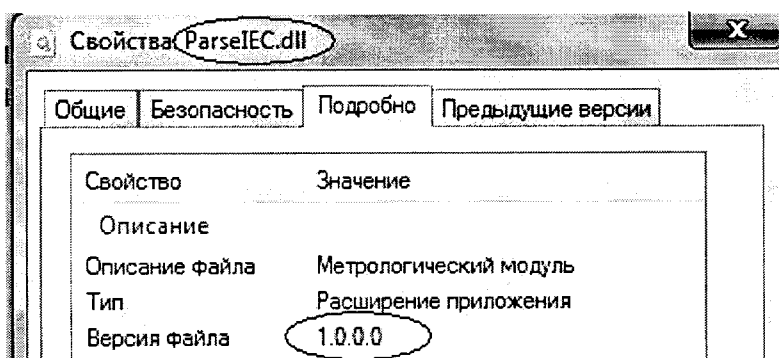 Свойства: ParseIEC.dll
Общие Безопасность Подробно Предыдущие версии
Свойство Значение
Описание
Описание файла Метрологический модуль
Тип Расширение приложения
Версия файла 1.0.0.0